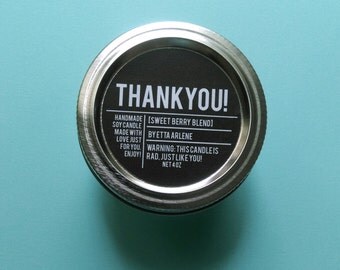 THANKYOU!
HANDMADE
SOY CANDLE
MADE WITH
LOVE JUST
FOR YOU.
ENJOY!
[SWEET BERRY BLEND]
BY ETTA ARLENE
WARNING: THIS CANDLE IS
RAD, JUST LIKE YOU!
NET 4 OZ